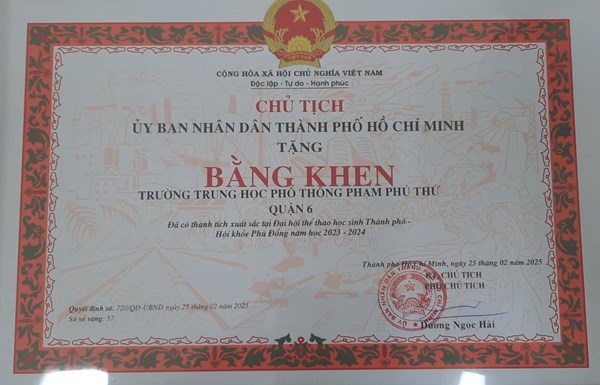 CỘNG HÒA XÃ HỘI CHỦ NGHĨA VIỆT NAM
Độc lập - Tự do - Hạnh phúc
CHỦ TỊCH
ỦY BAN NHÂN DÂN THÀNH PHỐ HỒ CHÍ MINH
TẶNG
BẰNG KHEN
TRƯỜNG TRUNG HỌC PHỔ THÔNG PHẠM PHÚ THỨ
QUẬN 6
Đã có thành tích xuất sắc tại Đại hội thể thao học sinh Thành phố -
Hội khỏe Phù Đổng năm học 2023 - 2024
Thành phố Hồ Chí Minh, ngày 25 tháng 02 năm 2025
KT. CHỦ TỊCH
PHÓ CHỦ TỊCH
Quyết định số: 720/QĐ-UBND ngày 25 tháng 02 năm 2025
Số sổ vàng: 57
Dương Ngọc Hải